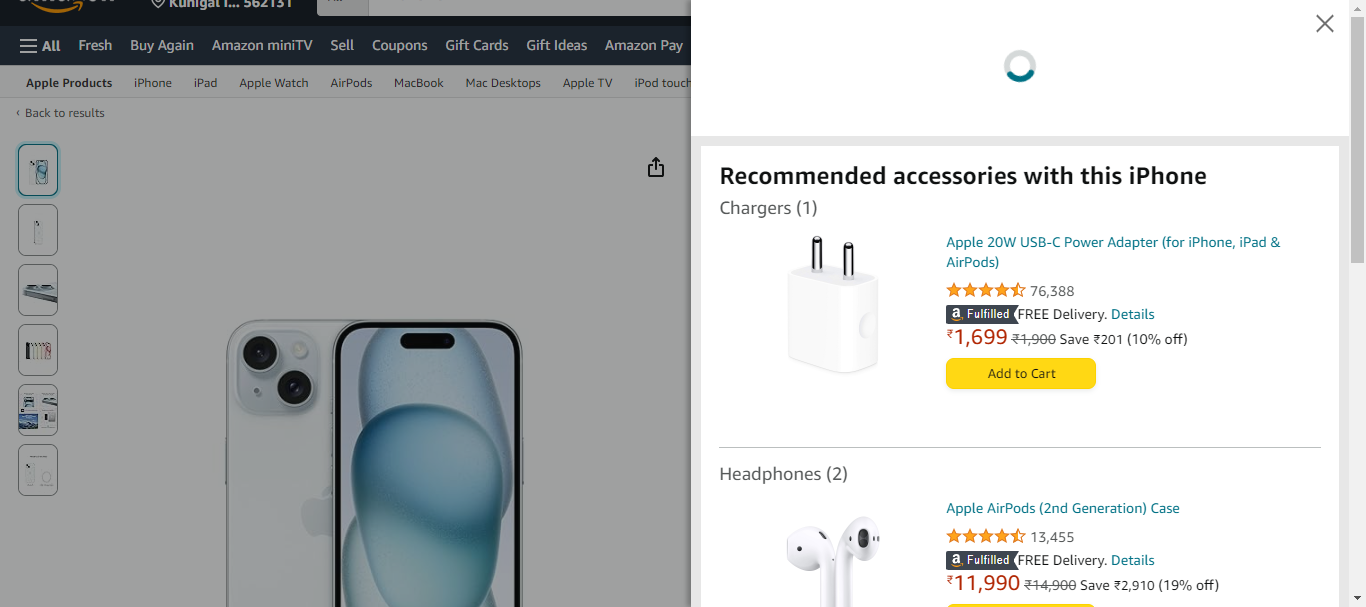 Kunigal I... 562131
All
Fresh
Buy Again
Amazon miniTV
Sell
Coupons
Gift Cards
Gift Ideas
Amazon Pay
Apple Products
iPhone
iPad
Apple Watch
AirPods
MacBook
Mac Desktops
Apple TV
iPod touch
‹ Back to results
Recommended accessories with this iPhone
Chargers (1)
Apple 20W USB-C Power Adapter (for iPhone, iPad &
AirPods)
76,388
a Fulfilled FREE Delivery. Details
₹1,699 ₹1,900 Save ₹201 (10% off)
Add to Cart
Headphones (2)
Apple AirPods (2nd Generation) Case
13,455
a Fulfilled FREE Delivery. Details
₹11,990 ₹14,900 Save ₹2,910 (19% off)